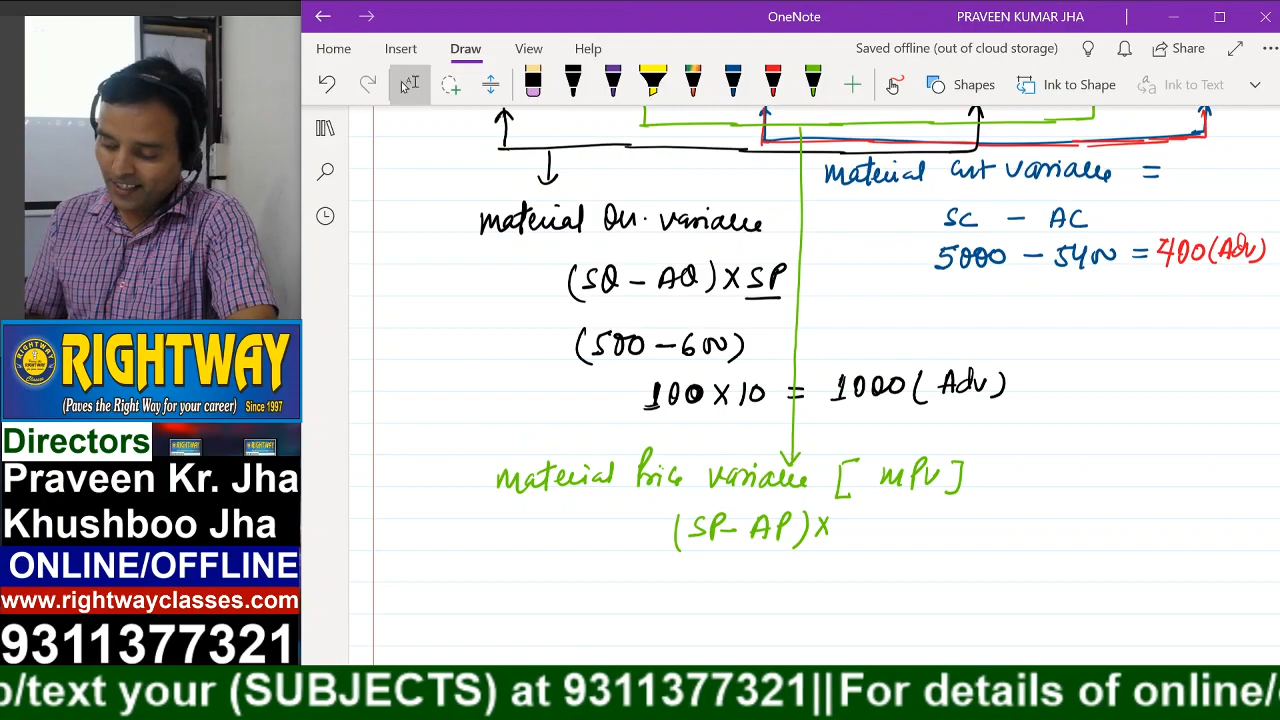 OneNote
PRAVEEN KUMAR JHA
Home Insert Draw View Help
Saved offline (out of cloud storage)
Share
Shapes
Ink to Shape
Ink to Text
material cost variance =
SC - AC
5000 - 5400 = 400 (Adv)
material Qu. variance
(SQ - AQ) X SP
(500 - 600)
100 X 10 = 1000 (Adv)
material Price variance [ MPV ]
(SP - AP) X
RIGHTWAY
(Paves the Right Way for your career) Since 1997
Directors
Praveen Kr. Jha
Khushboo Jha
ONLINE/OFFLINE
www.rightwayclasses.com
9311377321
p/text your (SUBJECTS) at 9311377321||For details of online/